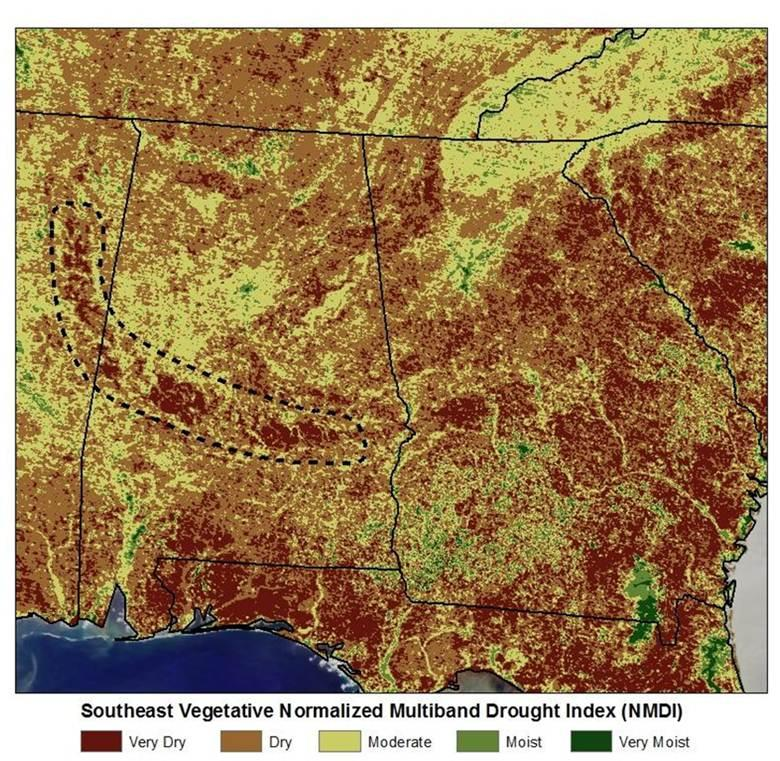 Southeast Vegetative Normalized Multiband Drought Index (NMDI)
Very Dry Dry Moderate Moist Very Moist